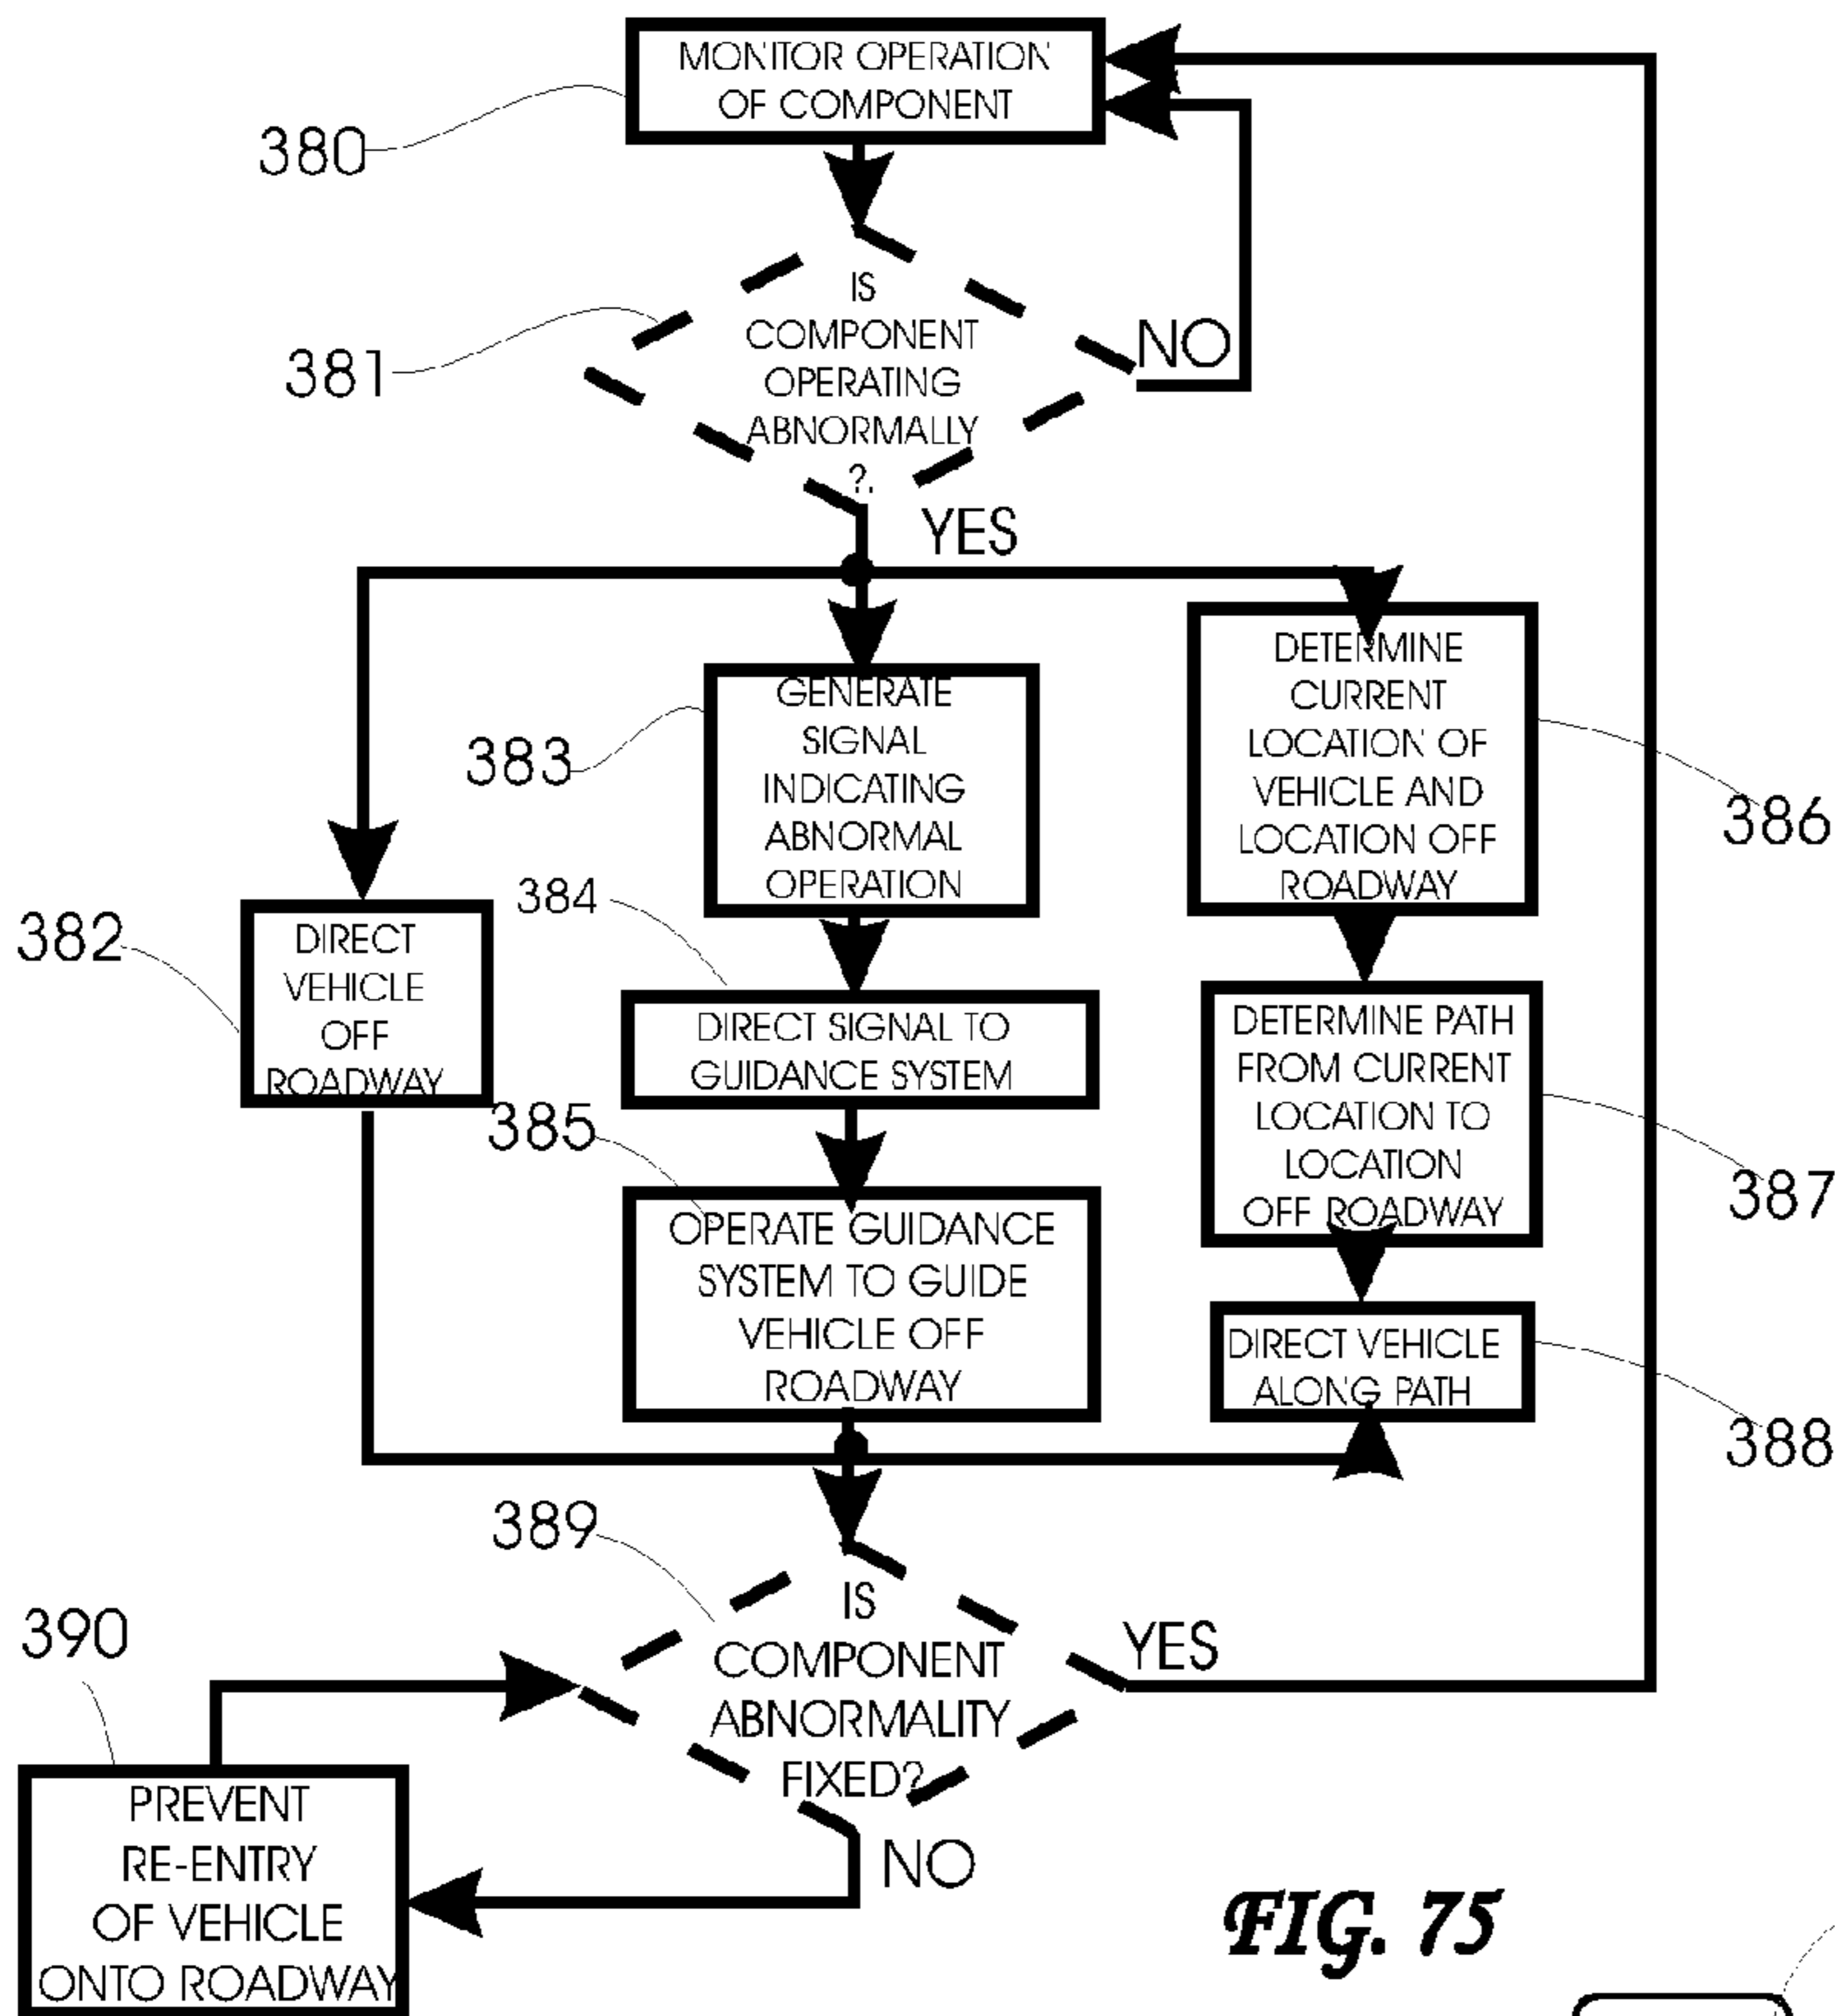 MONITOR OPERATION
OF COMPONENT
380
IS
COMPONENT
OPERATING
ABNORMALLY
?.
381
NO
YES
382
DIRECT
VEHICLE
OFF
ROADWAY
383
GENERATE
SIGNAL
INDICATING
ABNORMAL
OPERATION
384
DIRECT SIGNAL TO
GUIDANCE SYSTEM
385
OPERATE GUIDANCE
SYSTEM TO GUIDE
VEHICLE OFF
ROADWAY
DETERMINE
CURRENT
LOCATION OF
VEHICLE AND
LOCATION OFF
ROADWAY
386
DETERMINE PATH
FROM CURRENT
LOCATION TO
LOCATION
OFF ROADWAY
387
DIRECT VEHICLE
ALONG PATH
388
389
IS
COMPONENT
ABNORMALITY
FIXED?
YES
NO
390
PREVENT
RE-ENTRY
OF VEHICLE
ONTO ROADWAY
FIG. 75